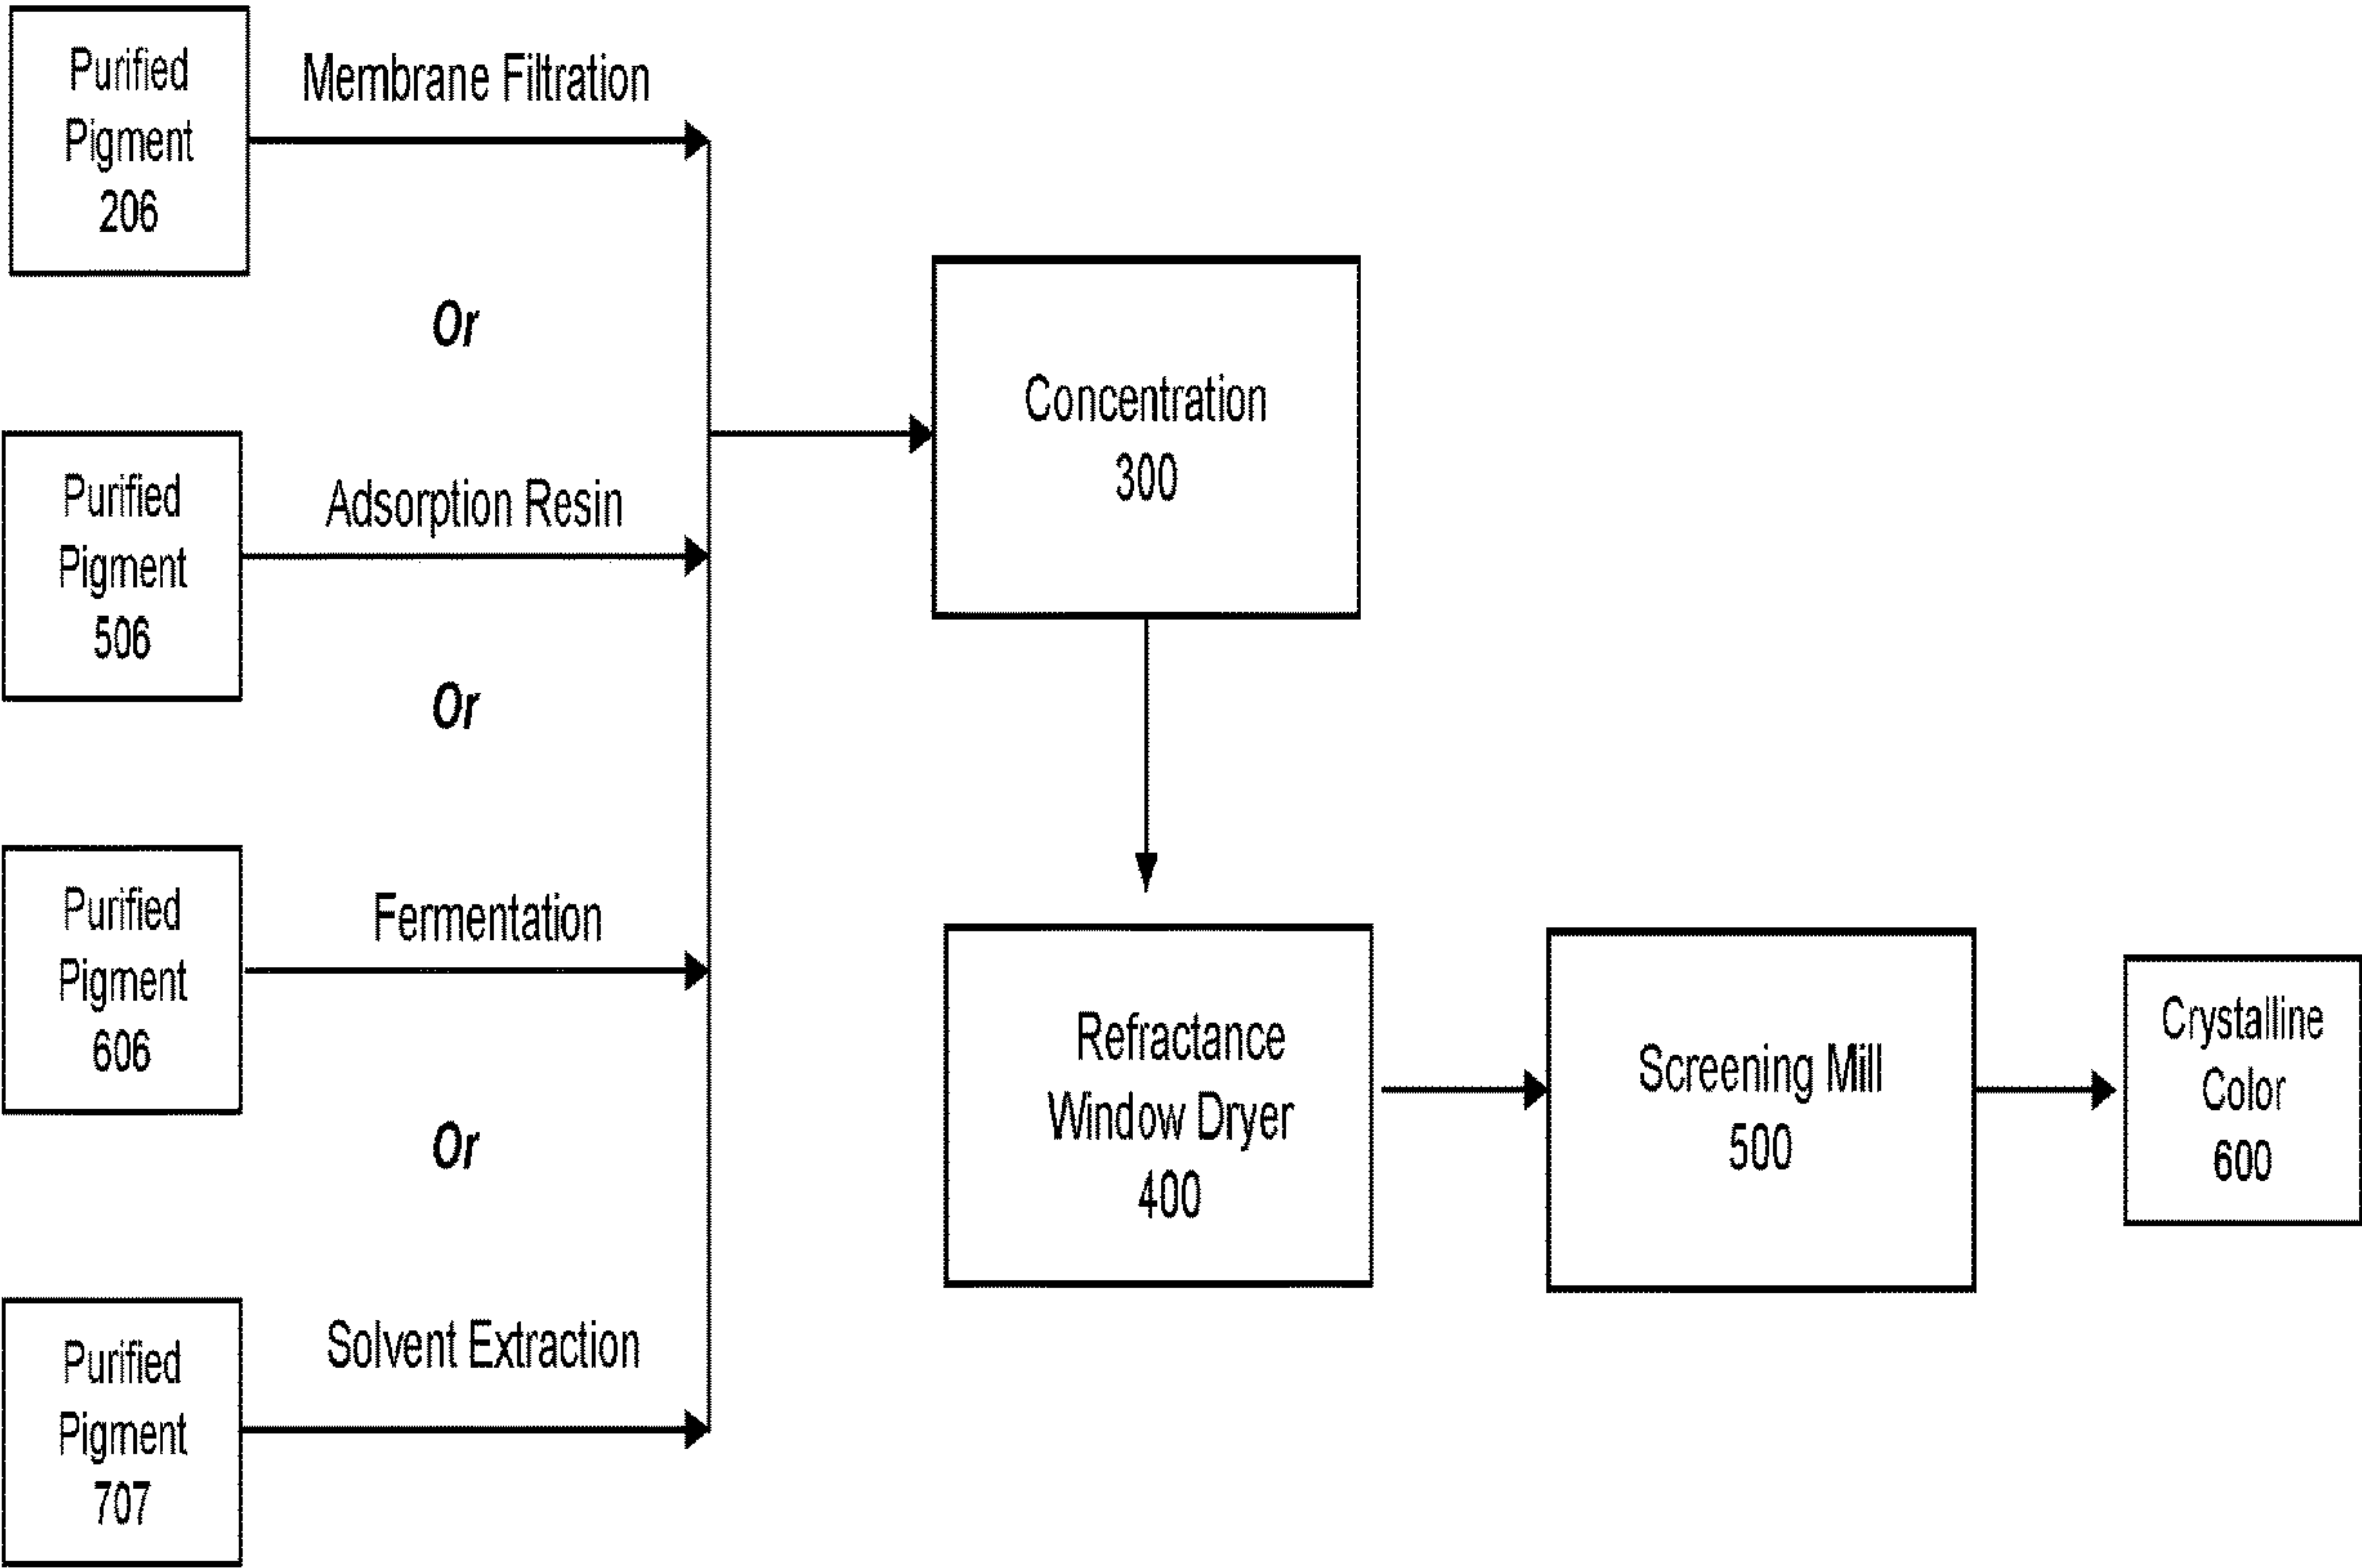 Purified
Pigment
206
Membrane Filtration
Or
Purified
Pigment
506
Adsorption Resin
Or
Purified
Pigment
606
Fermentation
Or
Purified
Pigment
707
Solvent Extraction
Concentration
300
Refractance
Window Dryer
400
Screening Mill
500
Crystalline
Color
600